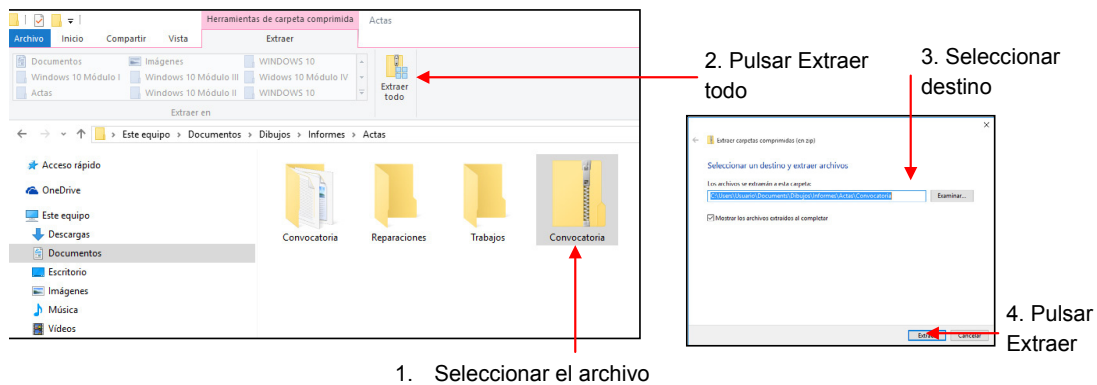 Herramientas de carpeta comprimida Actas
Archivo Inicio Compartir Vista Extraer
Documentos Imágenes WINDOWS 10
Windows 10 Módulo I Windows 10 Módulo III Widows 10 Módulo IV
Actas Windows 10 Módulo II WINDOWS 10
Extraer todo
Extraer en
Este equipo > Documentos > Dibujos > Informes > Actas
Acceso rápido
OneDrive
Este equipo
Descargas
Documentos
Escritorio
Imágenes
Música
Vídeos
Convocatoria Reparaciones Trabajos Convocatoria
1. Seleccionar el archivo
2. Pulsar Extraer
todo
3. Seleccionar
destino
Extraer carpetas comprimidas (en zip)
Seleccionar un destino y extraer archivos
Los archivos se extraerán a esta carpeta:
C:\Users\Usuario\Documents\Dibujos\Informes\Actas\Convocatoria Examinar...
Mostrar los archivos extraídos al completar
Cancelar
4. Pulsar
Extraer